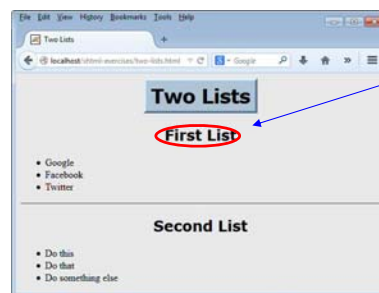 File Edit View History Bookmarks Tools Help
Two Lists +
localhost/xhtml-exercises/two-lists.html Google
Two Lists
First List
• Google
• Facebook
• Twitter
Second List
• Do this
• Do that
• Do something else